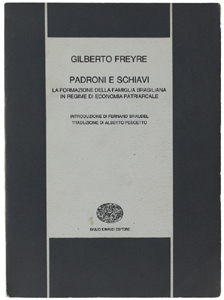 GILBERTO FREYRE
PADRONI E SCHIAVI
LA FORMAZIONE DELLA FAMIGLIA BRASILIANA
IN REGIME DI ECONOMIA PATRIARCALE
INTRODUZIONE DI FERNAND BRAUDEL
TRADUZIONE DI ALBERTO PESCETTO
GIULIO EINAUDI EDITORE